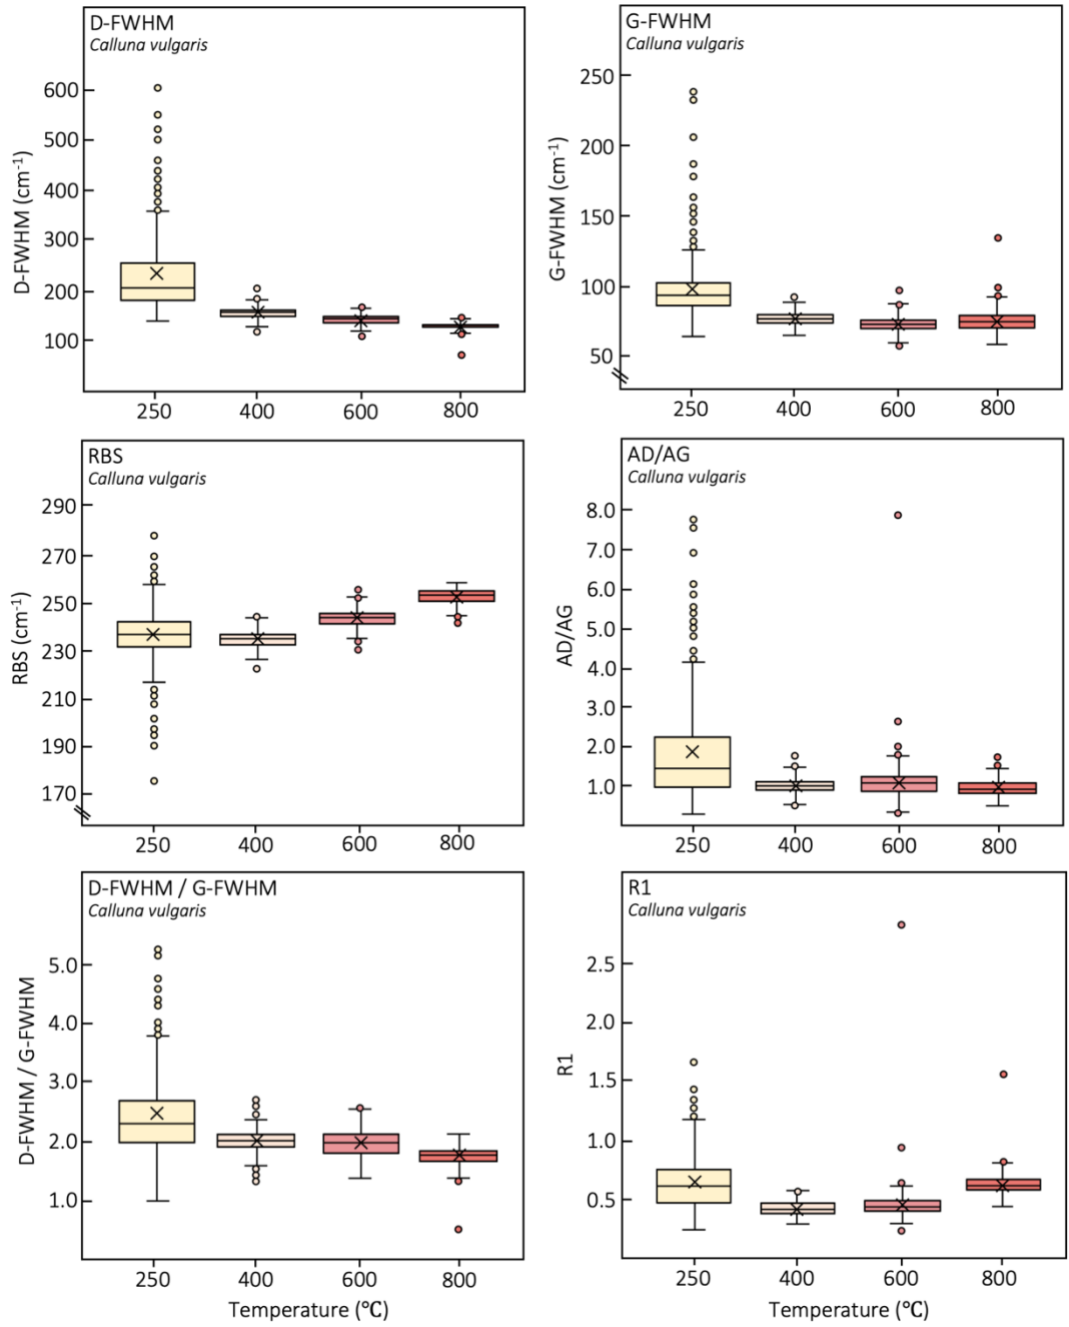 D-FWHM
Calluna vulgaris
D-FWHM (cm-1)
600
500
400
300
200
100
250 400 600 800
G-FWHM
Calluna vulgaris
G-FWHM (cm-1)
250
200
150
100
50
250 400 600 800
RBS
Calluna vulgaris
RBS (cm-1)
290
270
250
230
210
190
170
250 400 600 800
AD/AG
Calluna vulgaris
AD/AG
8.0
7.0
6.0
5.0
4.0
3.0
2.0
1.0
250 400 600 800
D-FWHM / G-FWHM
Calluna vulgaris
D-FWHM / G-FWHM
5.0
4.0
3.0
2.0
1.0
250 400 600 800
Temperature (°C)
R1
Calluna vulgaris
R1
2.5
2.0
1.5
1.0
0.5
250 400 600 800
Temperature (°C)